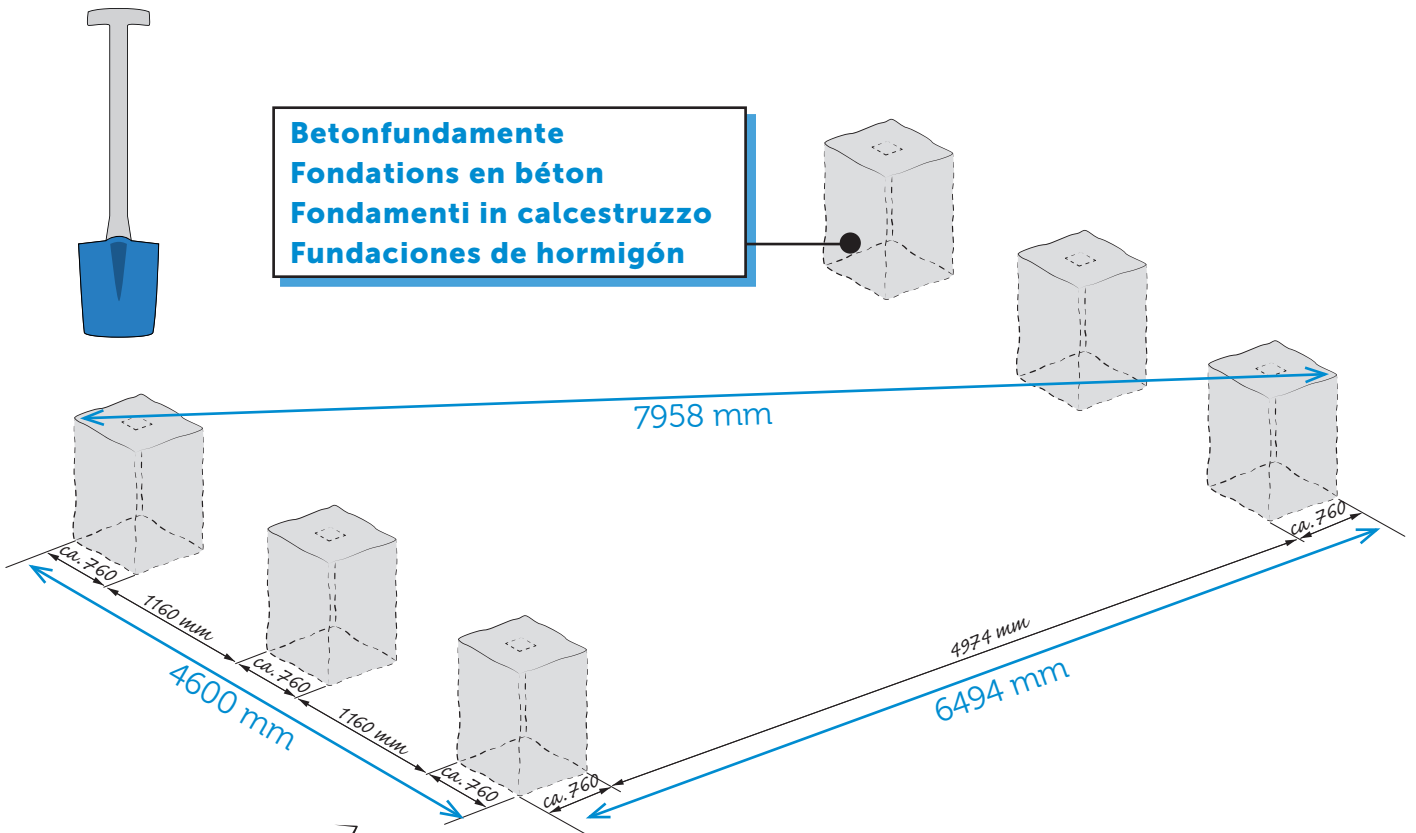 Betonfundamente
Fondations en béton
Fondamenti in calcestruzzo
Fundaciones de hormigón
7958 mm
ca. 760
ca. 760
1160 mm
4974 mm
ca. 760
4600 mm
6494 mm
1160 mm
ca. 760
ca. 760